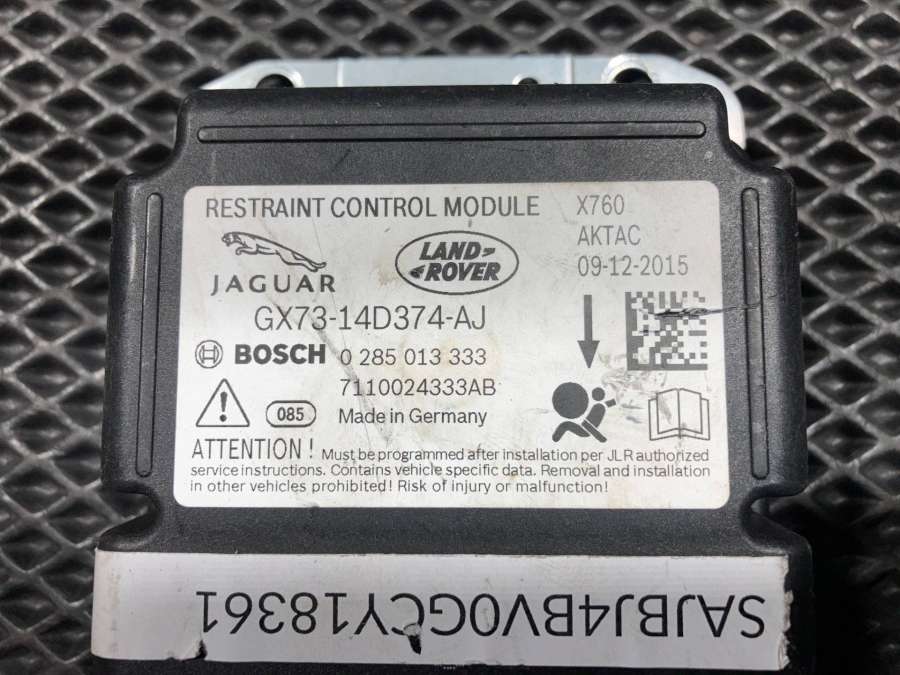 RESTRAINT CONTROL MODULE
X760
AKTAC
09-12-2015
JAGUAR
LAND ROVER
GX73-14D374-AJ
BOSCH 0 285 013 333
7110024333AB
085 Made in Germany
ATTENTION! Must be programmed after installation per JLR authorized
service instructions. Contains vehicle specific data. Removal and installation
in other vehicles prohibited! Risk of injury or malfunction!
SAJBJ4BV0GCY18361